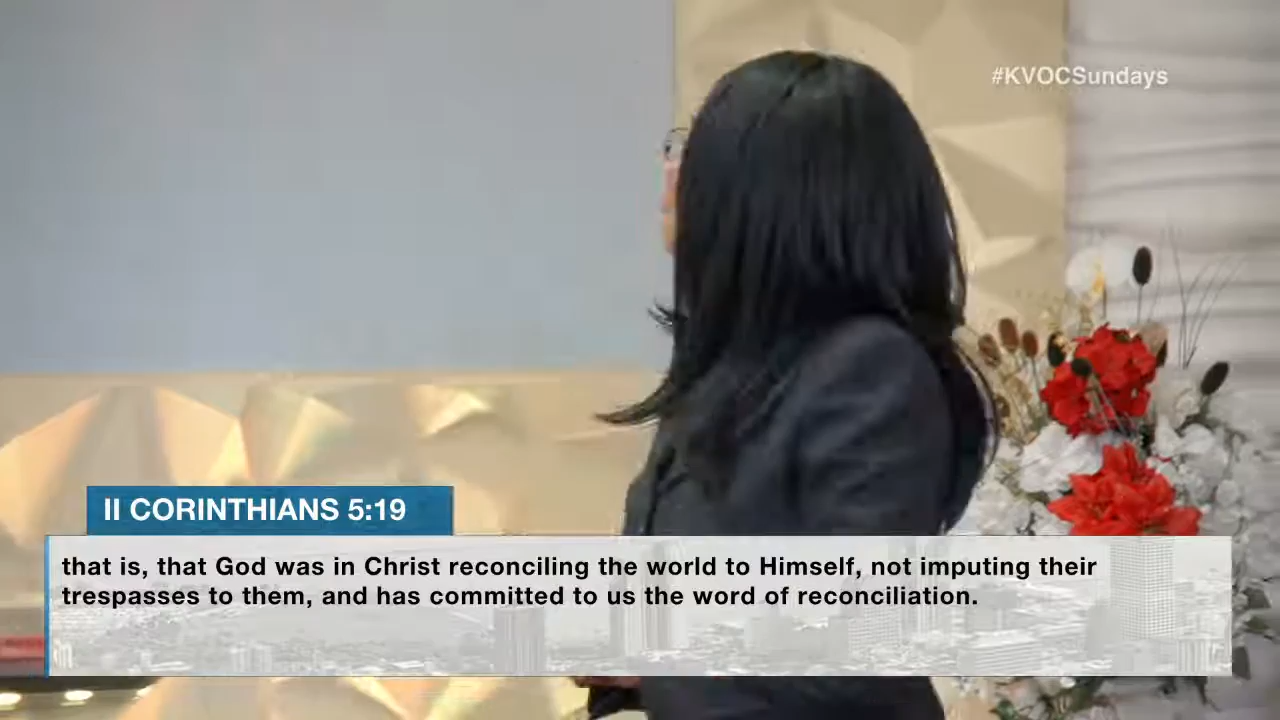 #KVOCSundays
II CORINTHIANS 5:19
that is, that God was in Christ reconciling the world to Himself, not imputing their
trespasses to them, and has committed to us the word of reconciliation.